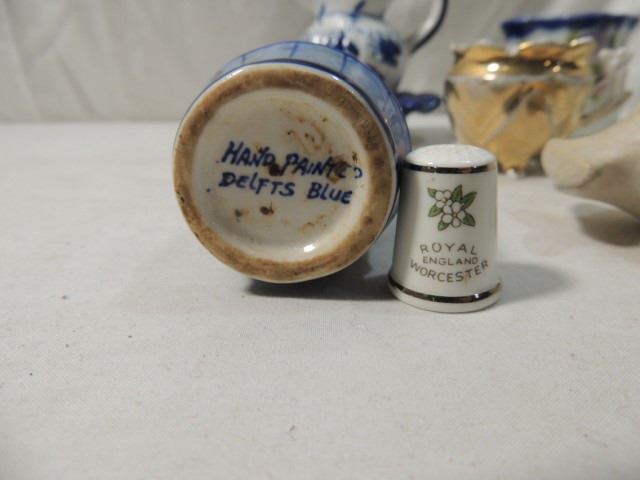 HAND PAINTED
DELFTS BLUE
ROYAL
ENGLAND
WORCESTER